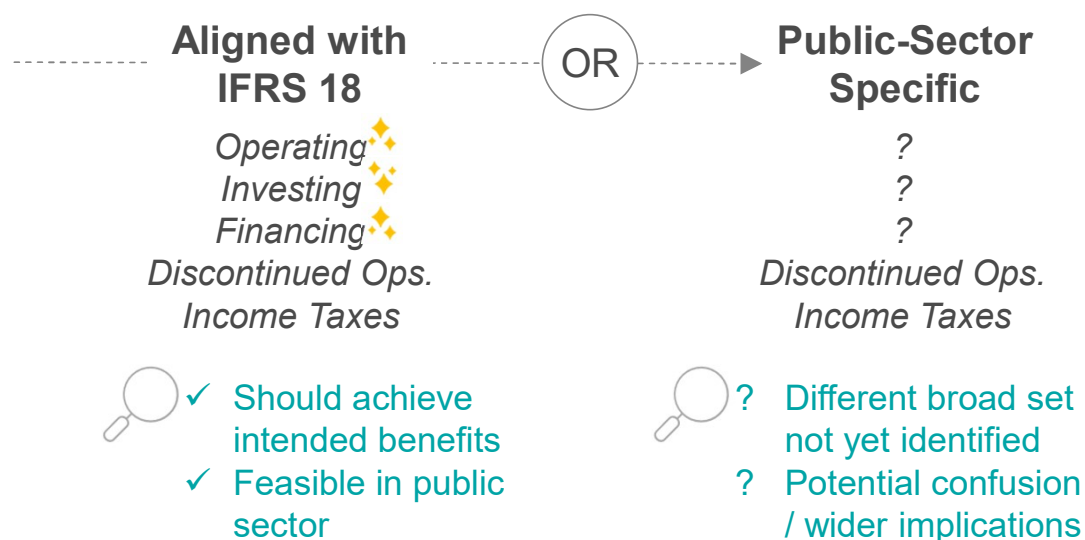 Aligned with
IFRS 18
Operating
Investing
Financing
Discontinued Ops.
Income Taxes
✓ Should achieve
intended benefits
✓ Feasible in public
sector
OR
Public-Sector
Specific
?
?
?
Discontinued Ops.
Income Taxes
? Different broad set
not yet identified
? Potential confusion
/ wider implications